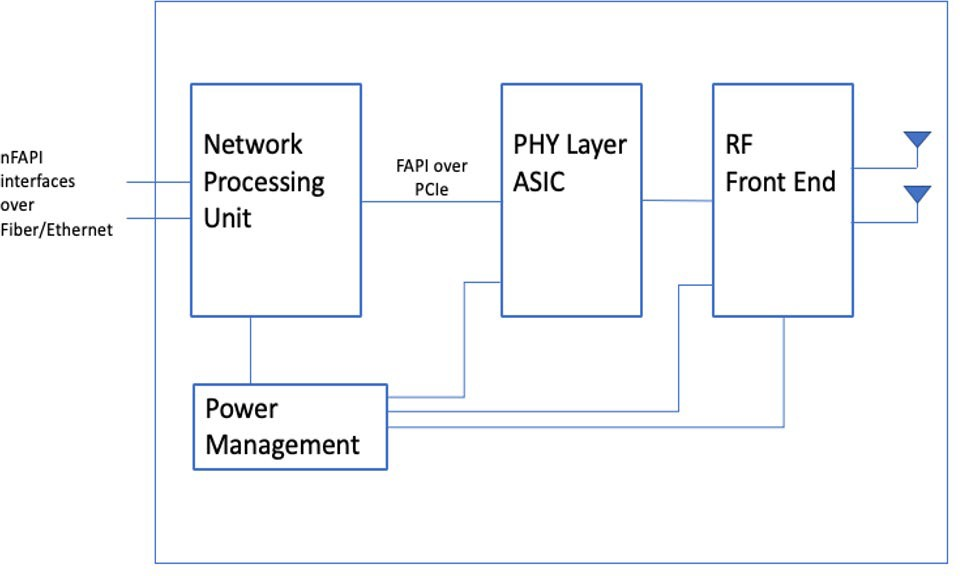 nFAPI
interfaces
over
Fiber/Ethernet
Network
Processing
Unit
FAPI over
PCIe
PHY Layer
ASIC
RF
Front End
Power
Management